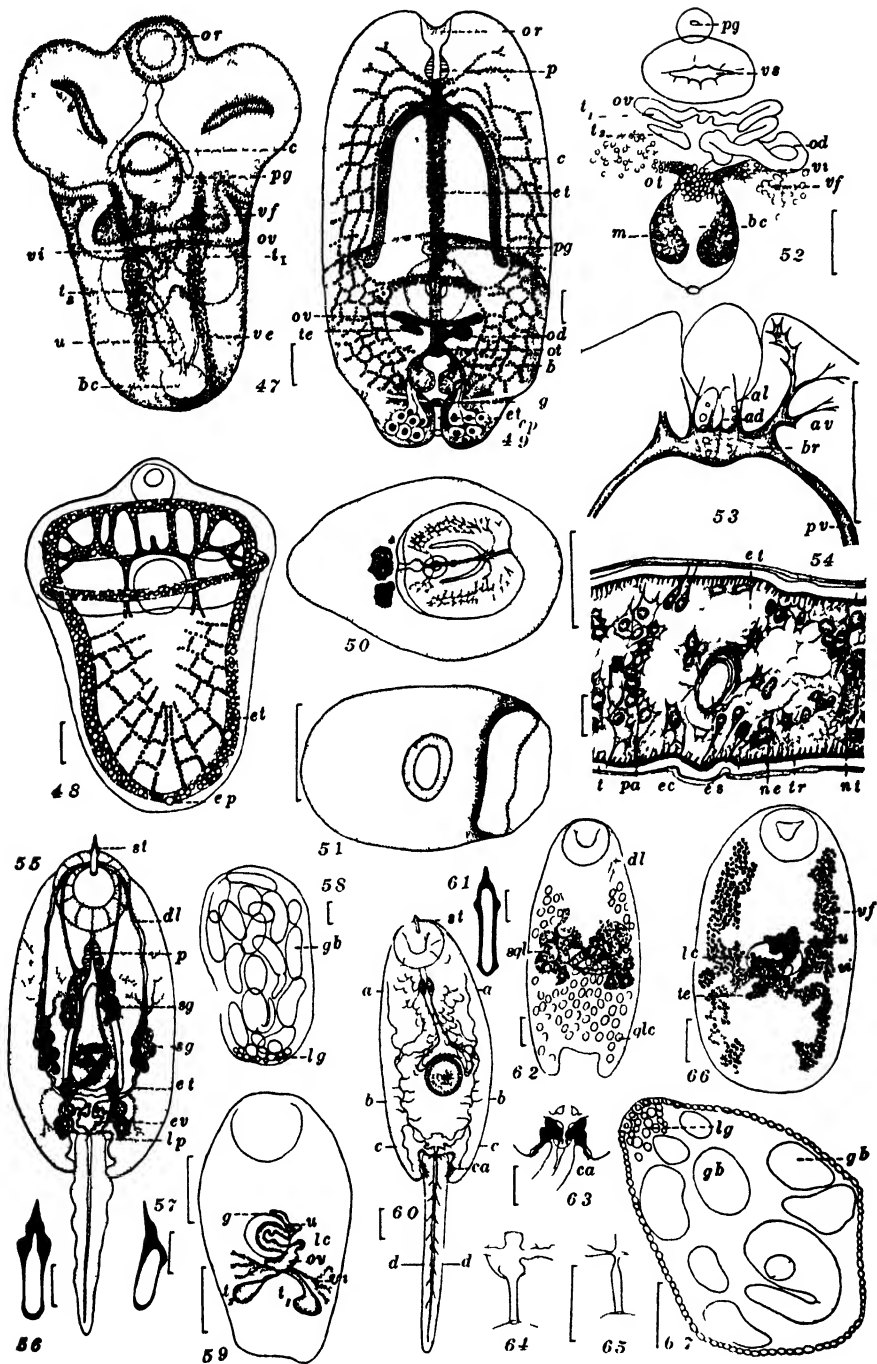 or
c
pg
vf
ov
vi
t₁
t₂
u
ve
bc
47
or
p
c
et
pg
ov
te
od
ot
b
g
et
cp
49
pg
vs
ov
t₁
t₂
od
vi
vf
ot
m
bc
52
al
ad
av
br
pv
53
et
54
t pa ec es ne tr nt
50
51
et
ep
48
55
st
dl
p
sg
sg
et
ev
lp
57
56
58
gb
lg
g
u
lc
ov
vi
t₁
59
61
st
a a
b b
c c
ca
60
d d
dl
sgl
glc
62
ca
63
64
65
vf
lc
u
te
66
lg
gb
gb
67